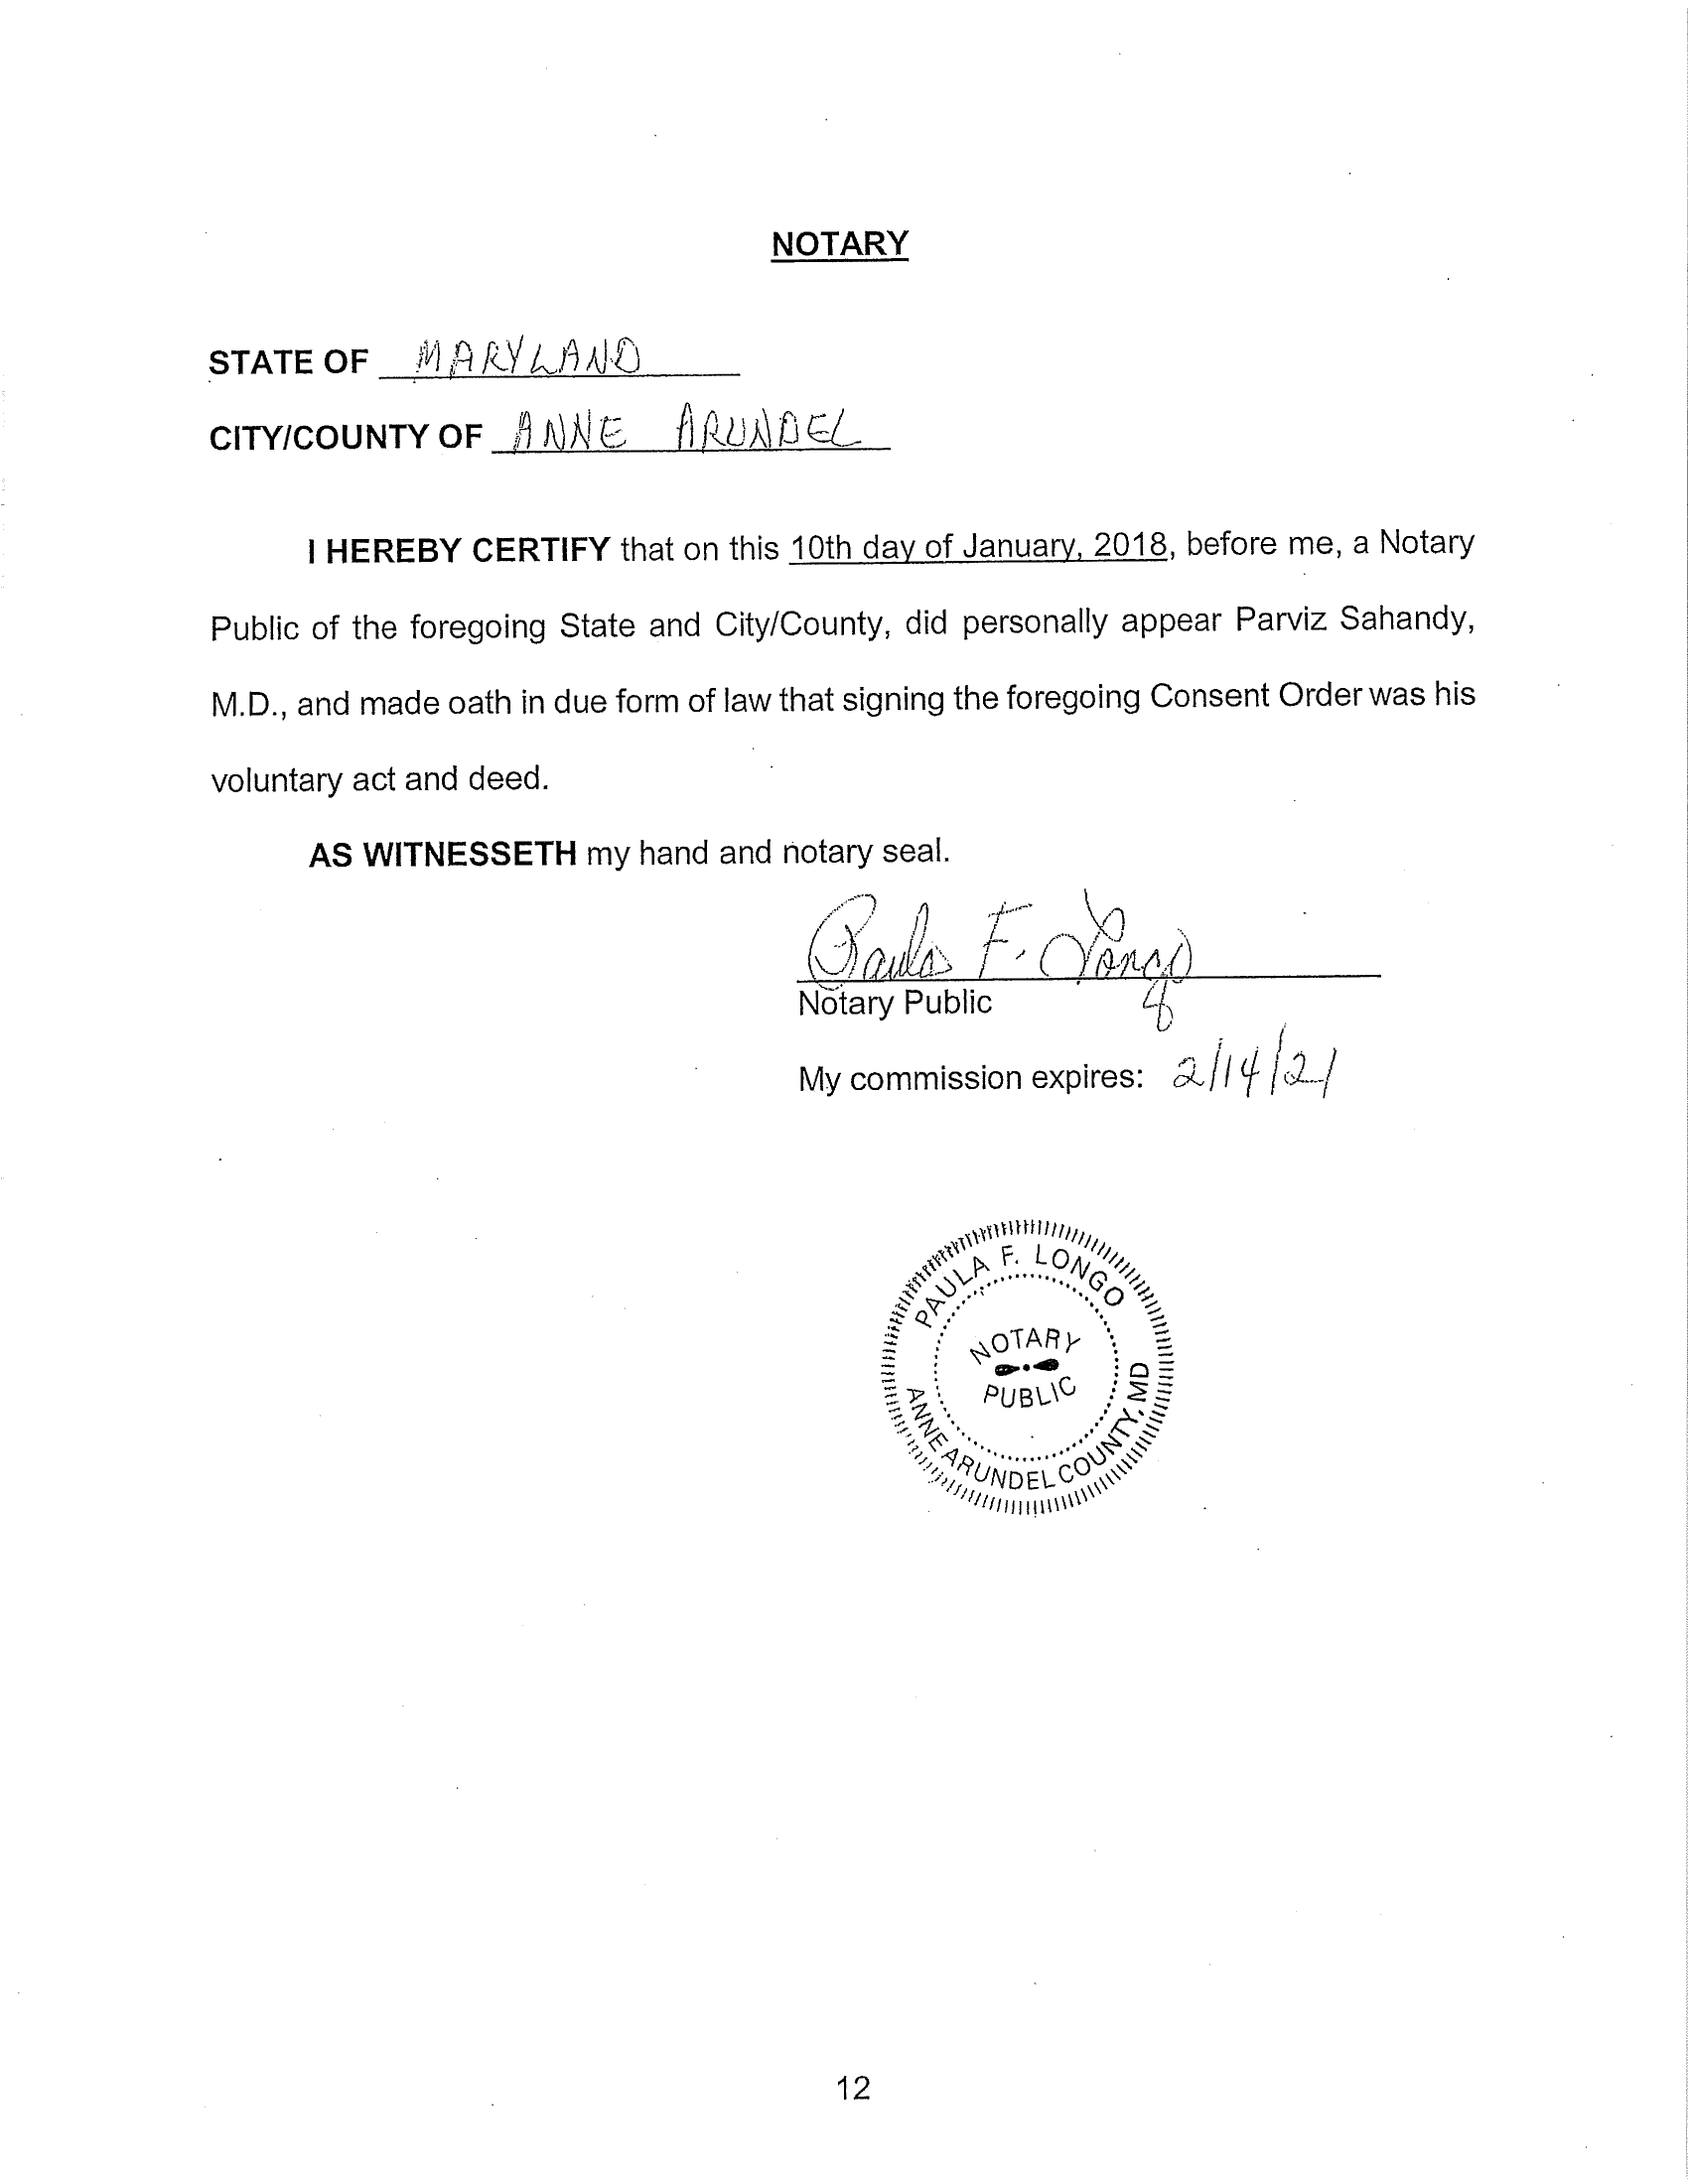 NOTARY
STATE OF MARYLAND
CITY/COUNTY OF ANNE ARUNDEL
I HEREBY CERTIFY that on this 10th day of January, 2018, before me, a Notary
Public of the foregoing State and City/County, did personally appear Parviz Sahandy,
M.D., and made oath in due form of law that signing the foregoing Consent Order was his
voluntary act and deed.
AS WITNESSETH my hand and notary seal.
Paula F. Longo
Notary Public
My commission expires: 2/14/21
PAULA F. LONGO
NOTARY
PUBLIC
ANNE ARUNDEL COUNTY, MD
12